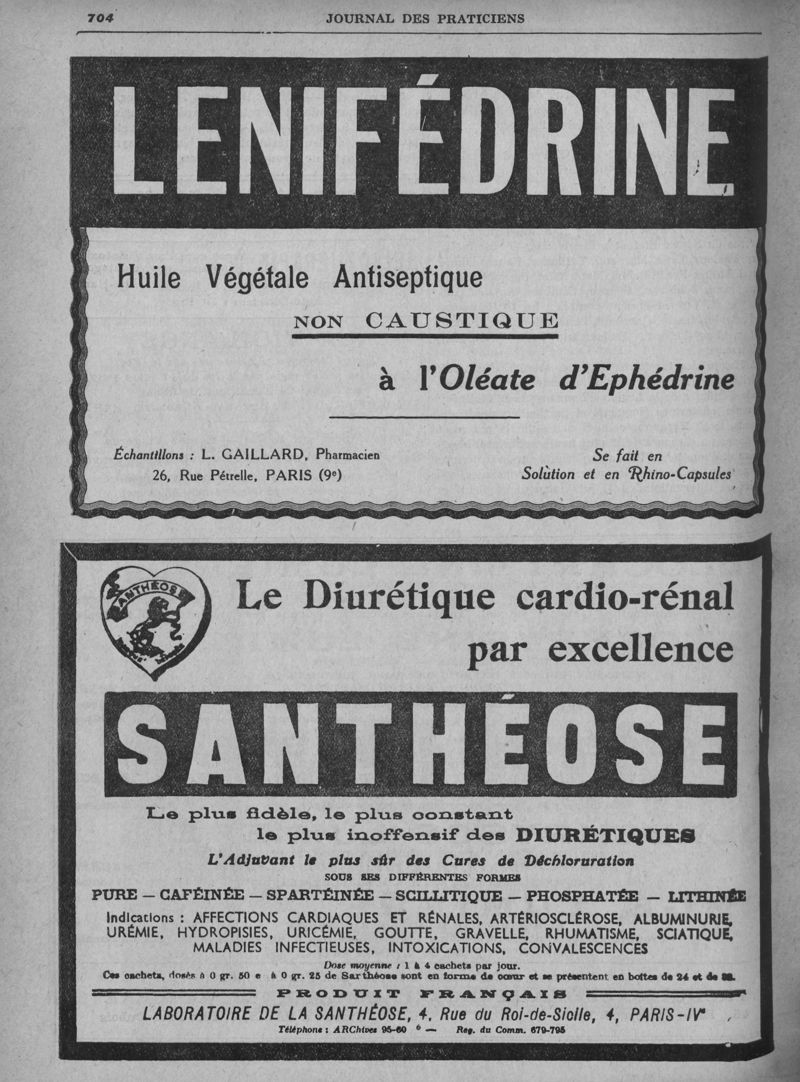 704
JOURNAL DES PRATICIENS
LENIFÉDRINE
Huile Végétale Antiseptique
NON CAUSTIQUE
à l'Oléate d'Ephédrine
Échantillons : L. GAILLARD, Pharmacien
26, Rue Pétrelle, PARIS (9e)
Se fait en
Solution et en Rhino-Capsules
SANTHÉOSE
Le Diurétique cardio-rénal
par excellence
SANTHÉOSE
Le plus fidèle, le plus constant
le plus inoffensif des DIURÉTIQUES
L'Adjuvant le plus sûr des Cures de Déchloruration
SOUS SES DIFFÉRENTES FORMES
PURE — CAFÉINÉE — SPARTÉINÉE — SCILLITIQUE — PHOSPHATÉE — LITHINÉE
Indications : AFFECTIONS CARDIAQUES ET RÉNALES, ARTÉRIOSCLÉROSE, ALBUMINURIE,
URÉMIE, HYDROPISIES, URICÉMIE, GOUTTE, GRAVELLE, RHUMATISME, SCIATIQUE,
MALADIES INFECTIEUSES, INTOXICATIONS, CONVALESCENCES
Dose moyenne : 1 à 4 cachets par jour.
Ces cachets, dosés à 0 gr. 50 e à 0 gr. 25 de Santhéose sont en forme de cœur et se présentent en boîtes de 24 et de
PRODUIT FRANÇAIS
LABORATOIRE DE LA SANTHÉOSE, 4, Rue du Roi-de-Sicile, 4, PARIS-IVe
Téléphone : ARChives 95-60 6 — Reg. du Comm. 679-795